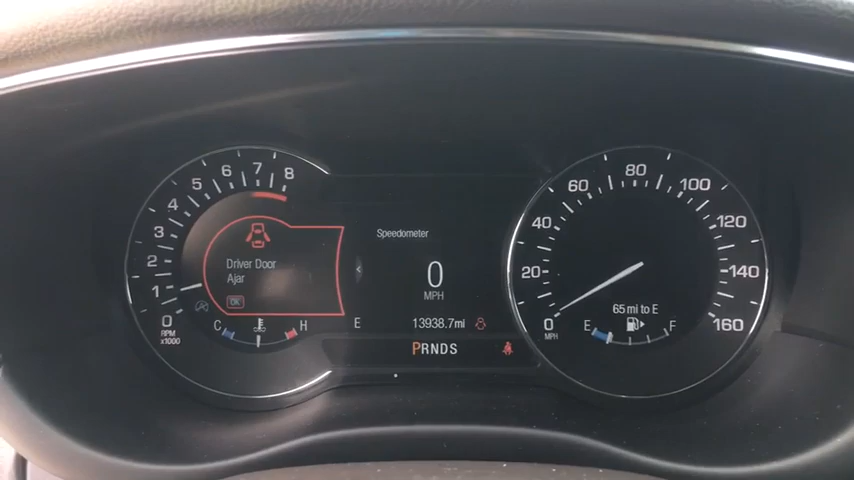 8
7
6
5
4
3
2
1
0
RPM
x1000
Driver Door
Ajar
OK
C
H
Speedometer
0
MPH
E
13938.7mi
PRNDS
0
MPH
20
40
60
80
100
120
140
160
65 mi to E
E
F